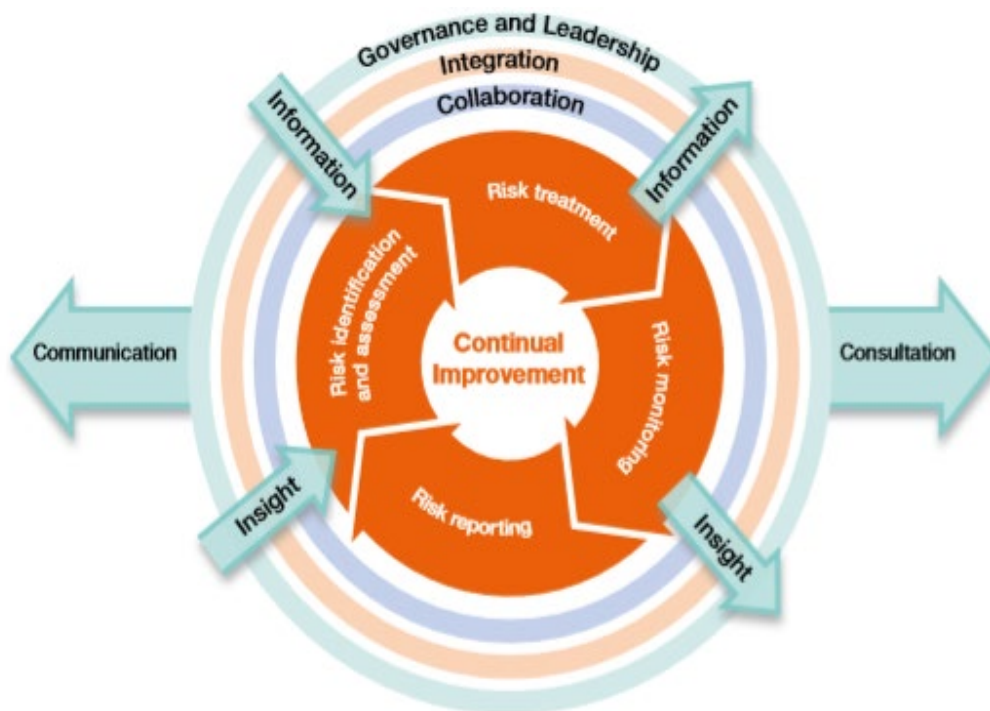 Governance and Leadership
Integration
Collaboration
Information
Information
Risk treatment
Risk identification
and assessment
Continual
Improvement
Communication
Consultation
Risk monitoring
Risk reporting
Insight
Insight